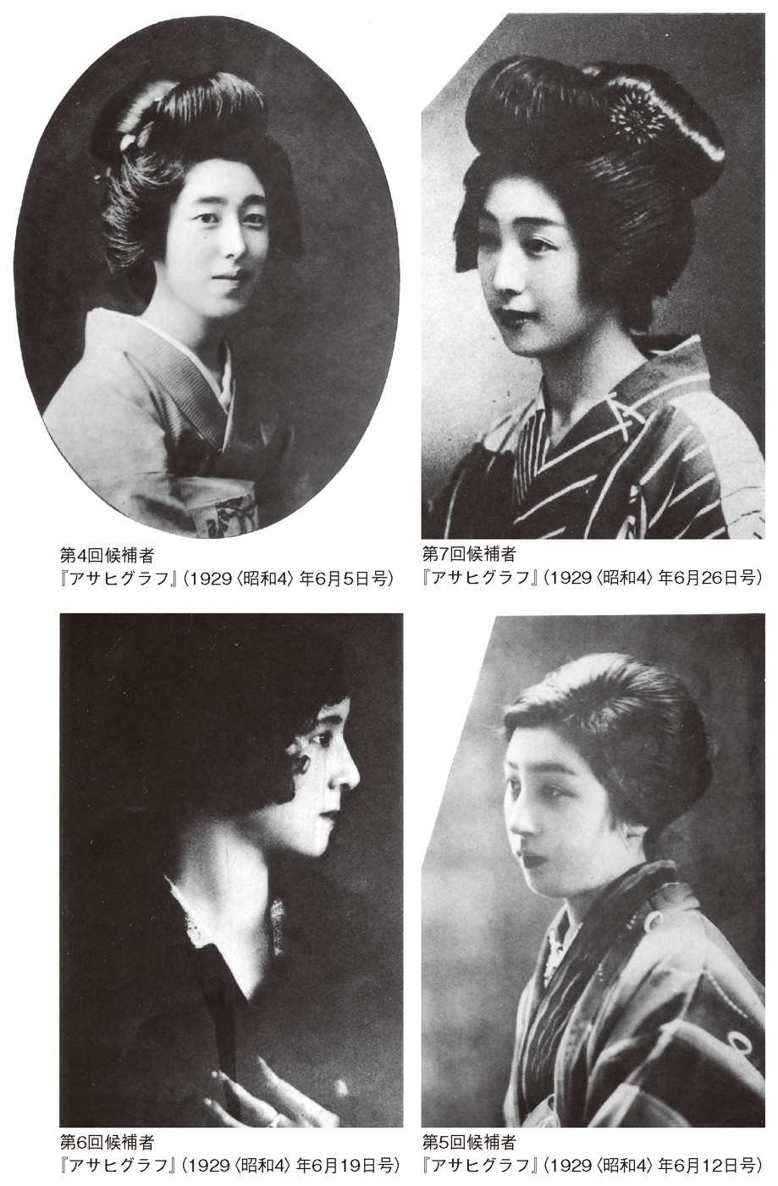 第4回候補者
『アサヒグラフ』（1929〈昭和4〉年6月5日号）
第7回候補者
『アサヒグラフ』（1929〈昭和4〉年6月26日号）
第6回候補者
『アサヒグラフ』（1929〈昭和4〉年6月19日号）
第5回候補者
『アサヒグラフ』（1929〈昭和4〉年6月12日号）